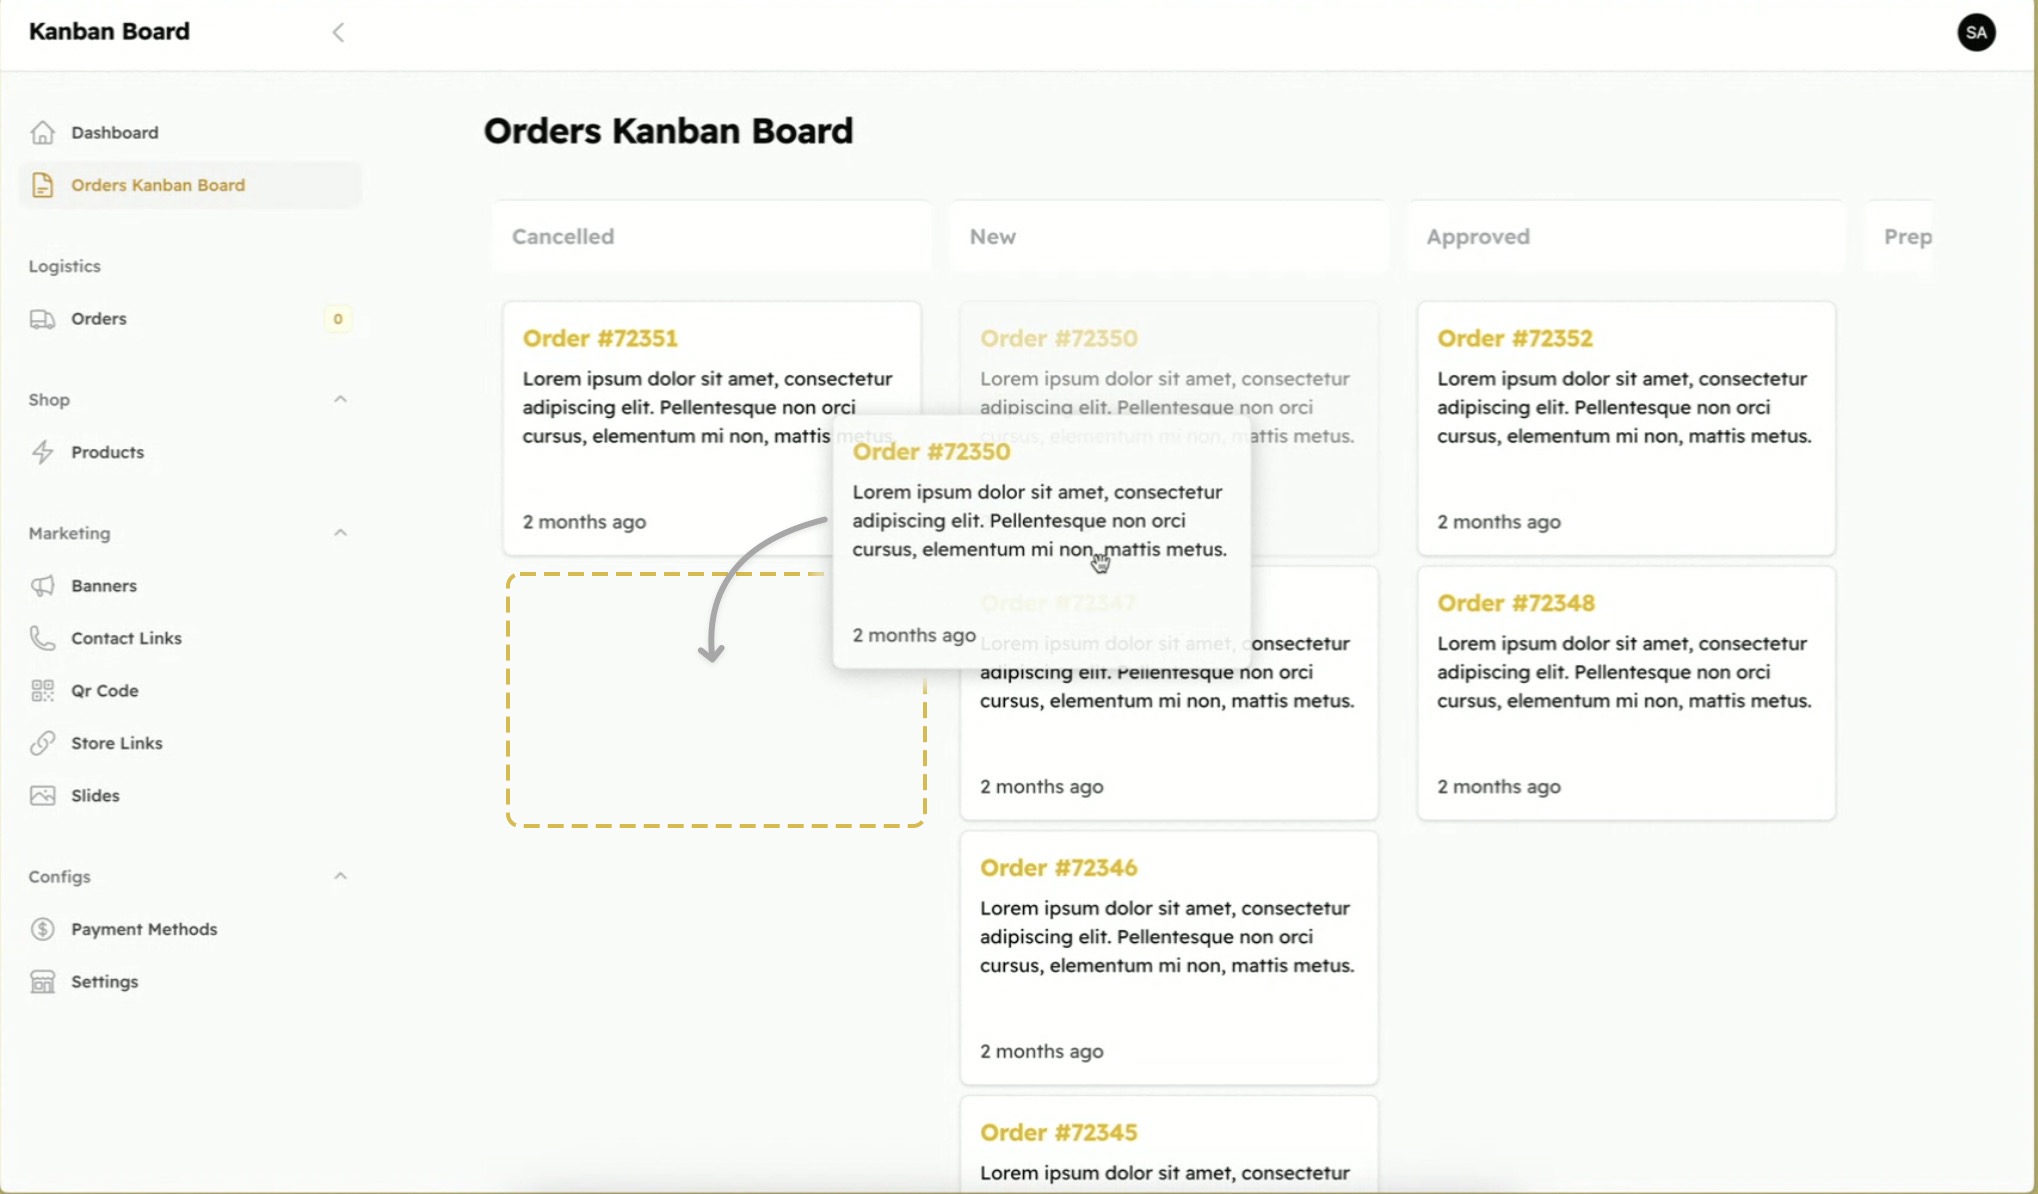 Kanban Board
SA
Dashboard
Orders Kanban Board
Logistics
Orders
0
Shop
Products
Marketing
Banners
Contact Links
Qr Code
Store Links
Slides
Configs
Payment Methods
Settings
Orders Kanban Board
Cancelled
Order #72351
Lorem ipsum dolor sit amet, consectetur
adipiscing elit. Pellentesque non orci
cursus, elementum mi non, mattis metus.
2 months ago
Order #72350
Lorem ipsum dolor sit amet, consectetur
adipiscing elit. Pellentesque non orci
cursus, elementum mi non, mattis metus.
2 months ago
New
Order #72350
Lorem ipsum dolor sit amet, consectetur
adipiscing elit. Pellentesque non orci
cursus, elementum mi non, mattis metus.
Order #72347
Lorem ipsum dolor sit amet, consectetur
adipiscing elit. Pellentesque non orci
cursus, elementum mi non, mattis metus.
2 months ago
Order #72346
Lorem ipsum dolor sit amet, consectetur
adipiscing elit. Pellentesque non orci
cursus, elementum mi non, mattis metus.
2 months ago
Order #72345
Lorem ipsum dolor sit amet, consectetur
Approved
Order #72352
Lorem ipsum dolor sit amet, consectetur
adipiscing elit. Pellentesque non orci
cursus, elementum mi non, mattis metus.
2 months ago
Order #72348
Lorem ipsum dolor sit amet, consectetur
adipiscing elit. Pellentesque non orci
cursus, elementum mi non, mattis metus.
2 months ago
Prep